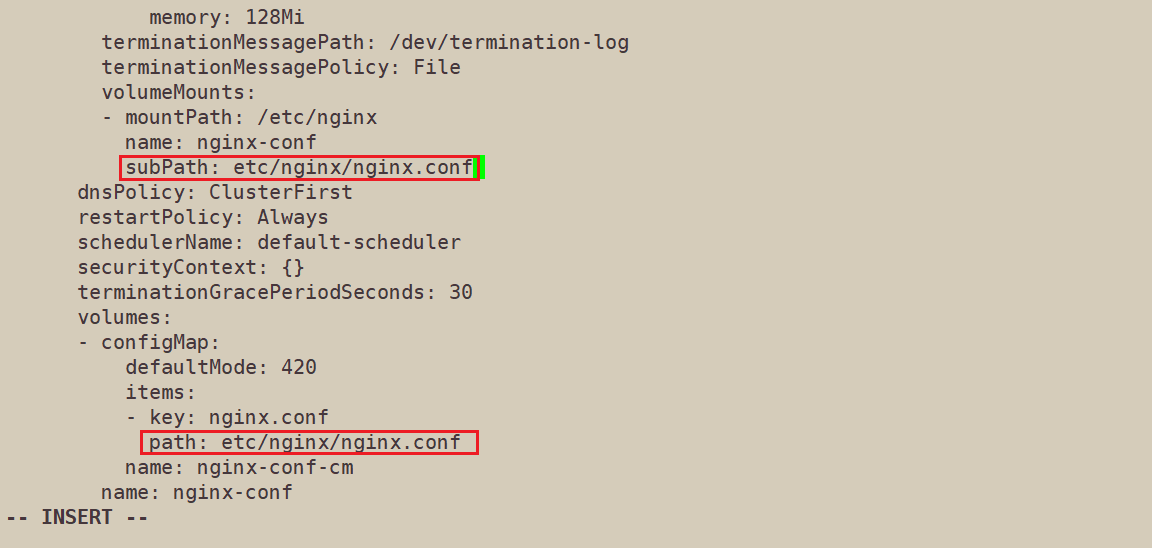 memory: 128Mi
        terminationMessagePath: /dev/termination-log
        terminationMessagePolicy: File
        volumeMounts:
        - mountPath: /etc/nginx
          name: nginx-conf
          subPath: etc/nginx/nginx.conf
      dnsPolicy: ClusterFirst
      restartPolicy: Always
      schedulerName: default-scheduler
      securityContext: {}
      terminationGracePeriodSeconds: 30
      volumes:
      - configMap:
          defaultMode: 420
          items:
          - key: nginx.conf
            path: etc/nginx/nginx.conf
          name: nginx-conf-cm
        name: nginx-conf
-- INSERT --